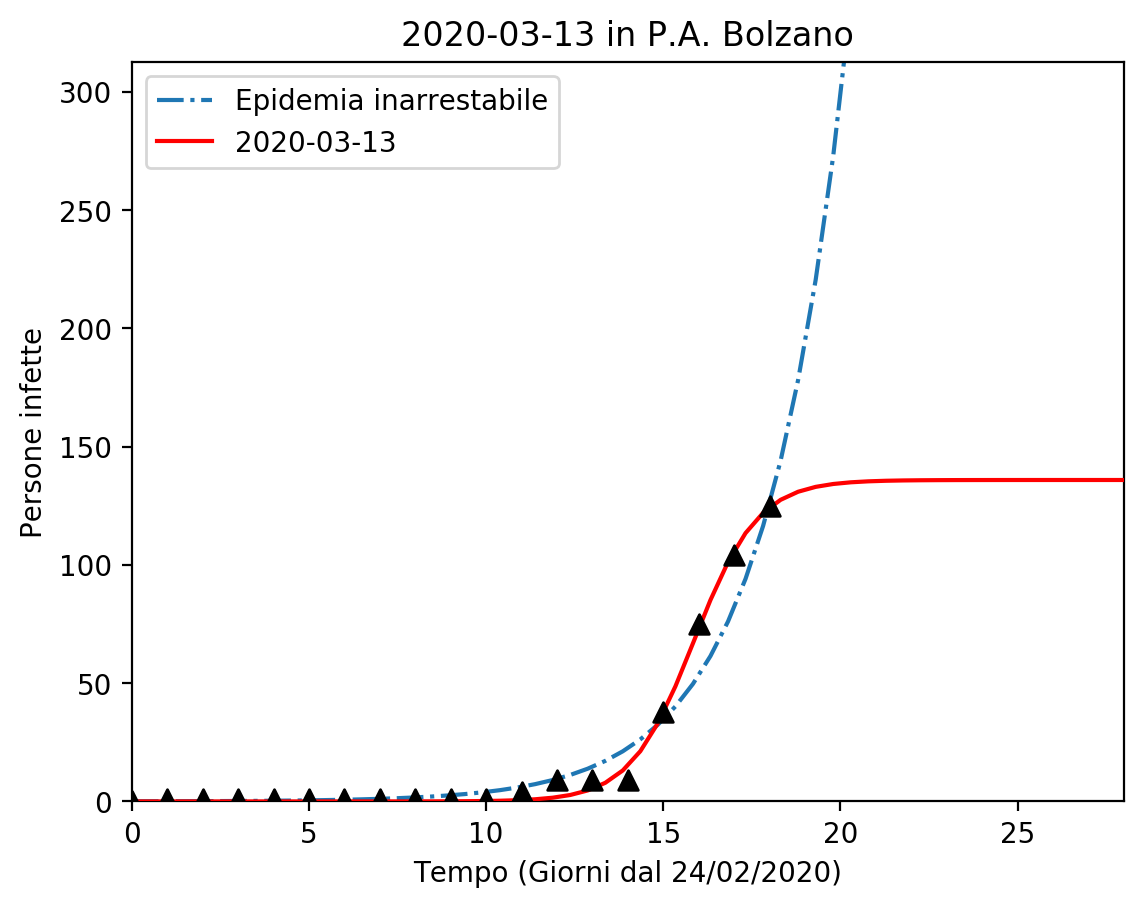 2020-03-13 in P.A. Bolzano
Epidemia inarrestabile
2020-03-13
300
250
200
150
100
50
0
Persone infette
0 5 10 15 20 25
Tempo (Giorni dal 24/02/2020)